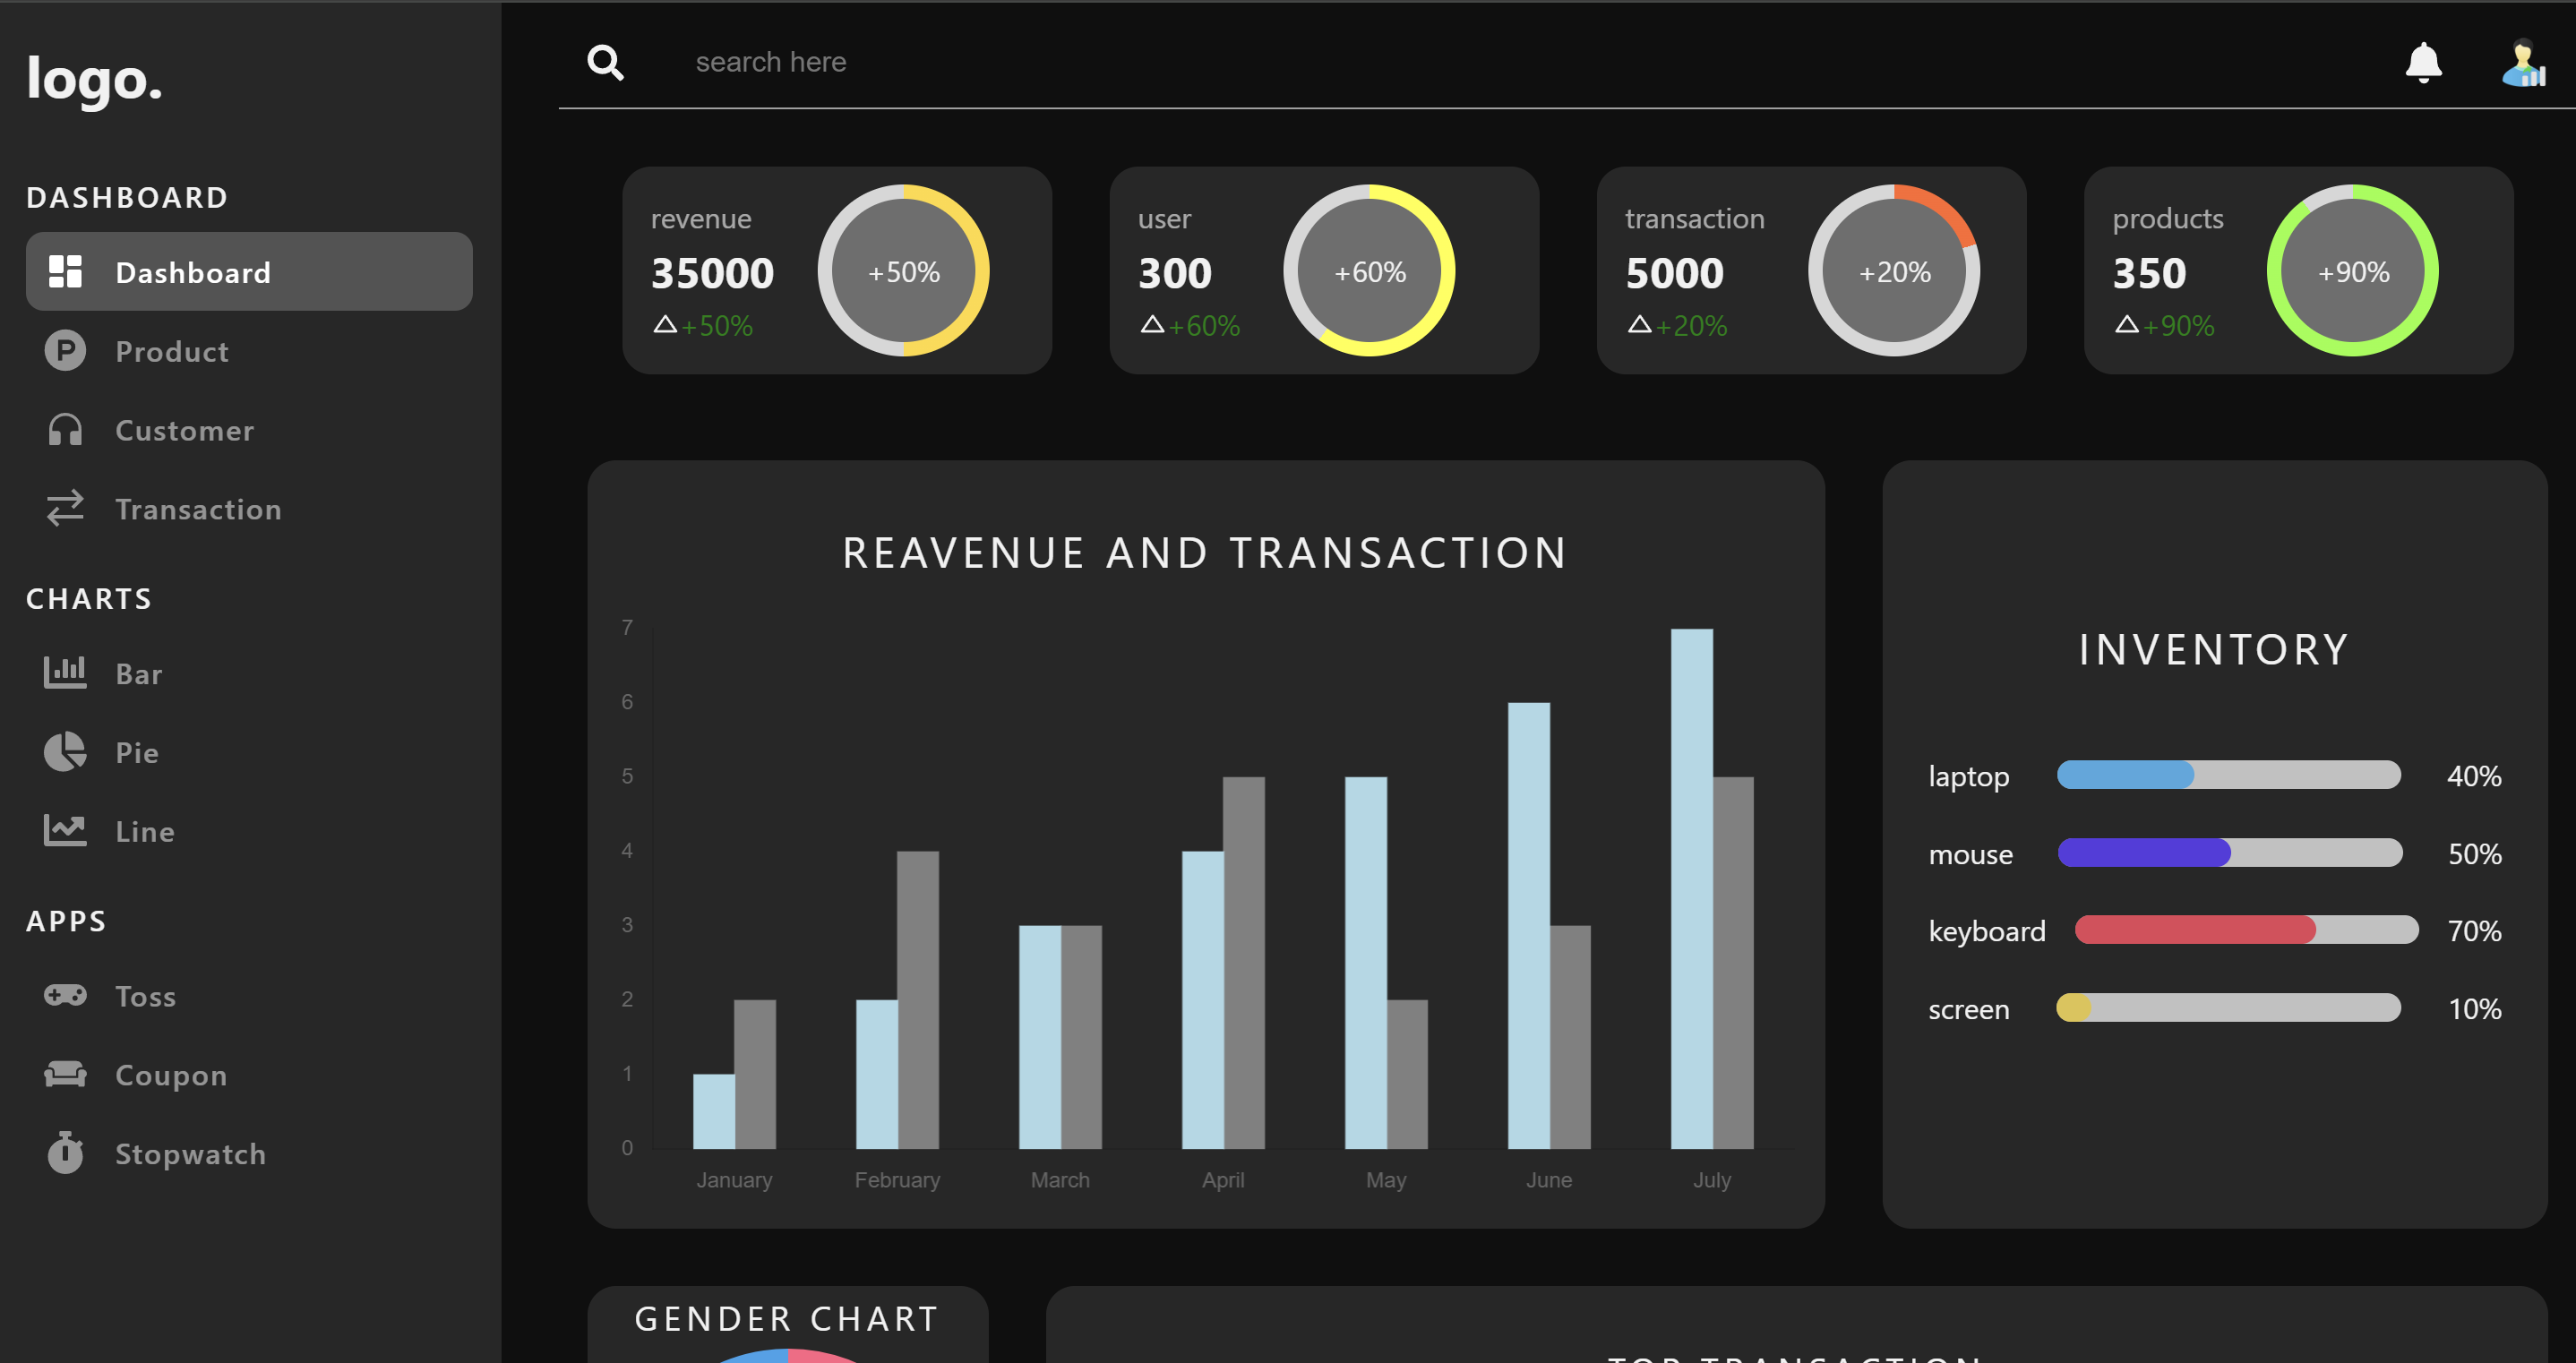 logo.
DASHBOARD
Dashboard
Product
Customer
Transaction
CHARTS
Bar
Pie
Line
APPS
Toss
Coupon
Stopwatch
search here
revenue
35000
+50%
+50%
user
300
+60%
+60%
transaction
5000
+20%
+20%
products
350
+90%
+90%
REAVENUE AND TRANSACTION
7
6
5
4
3
2
1
0
January February March April May June July
INVENTORY
laptop 40%
mouse 50%
keyboard 70%
screen 10%
GENDER CHART
TOP TRANSACTION